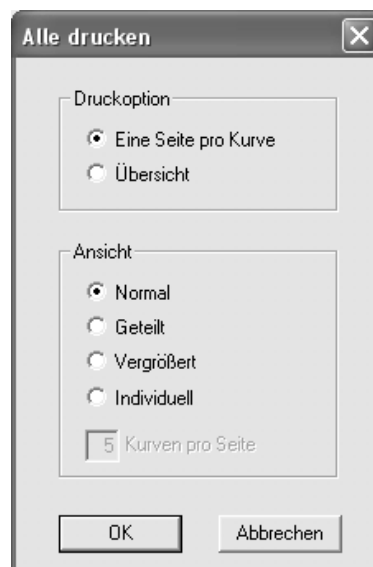 Alle drucken
Druckoption
Eine Seite pro Kurve
Übersicht
Ansicht
Normal
Geteilt
Vergrößert
Individuell
5 Kurven pro Seite
OK Abbrechen